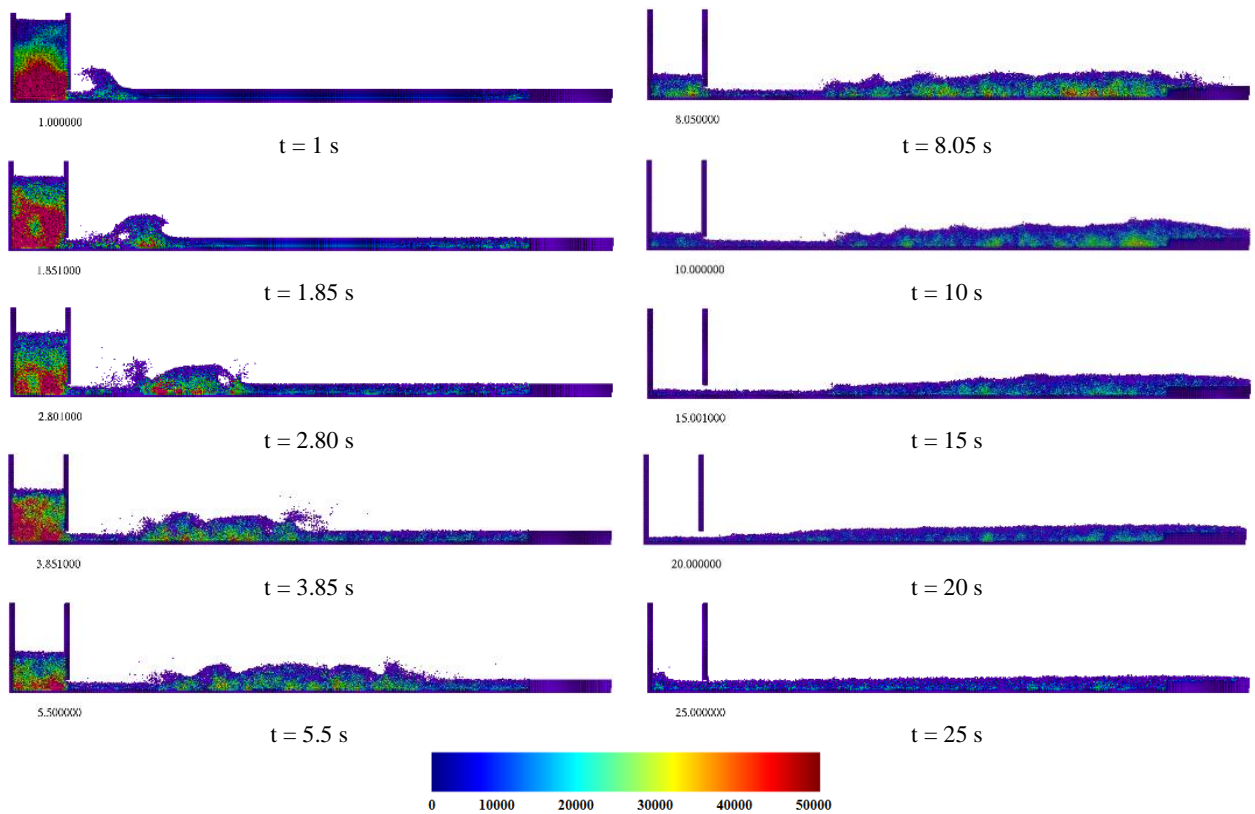 1.000000
t = 1 s
1.851000
t = 1.85 s
2.801000
t = 2.80 s
3.851000
t = 3.85 s
5.500000
t = 5.5 s
8.050000
t = 8.05 s
10.000000
t = 10 s
15.001000
t = 15 s
20.000000
t = 20 s
25.000000
t = 25 s
0 10000 20000 30000 40000 50000